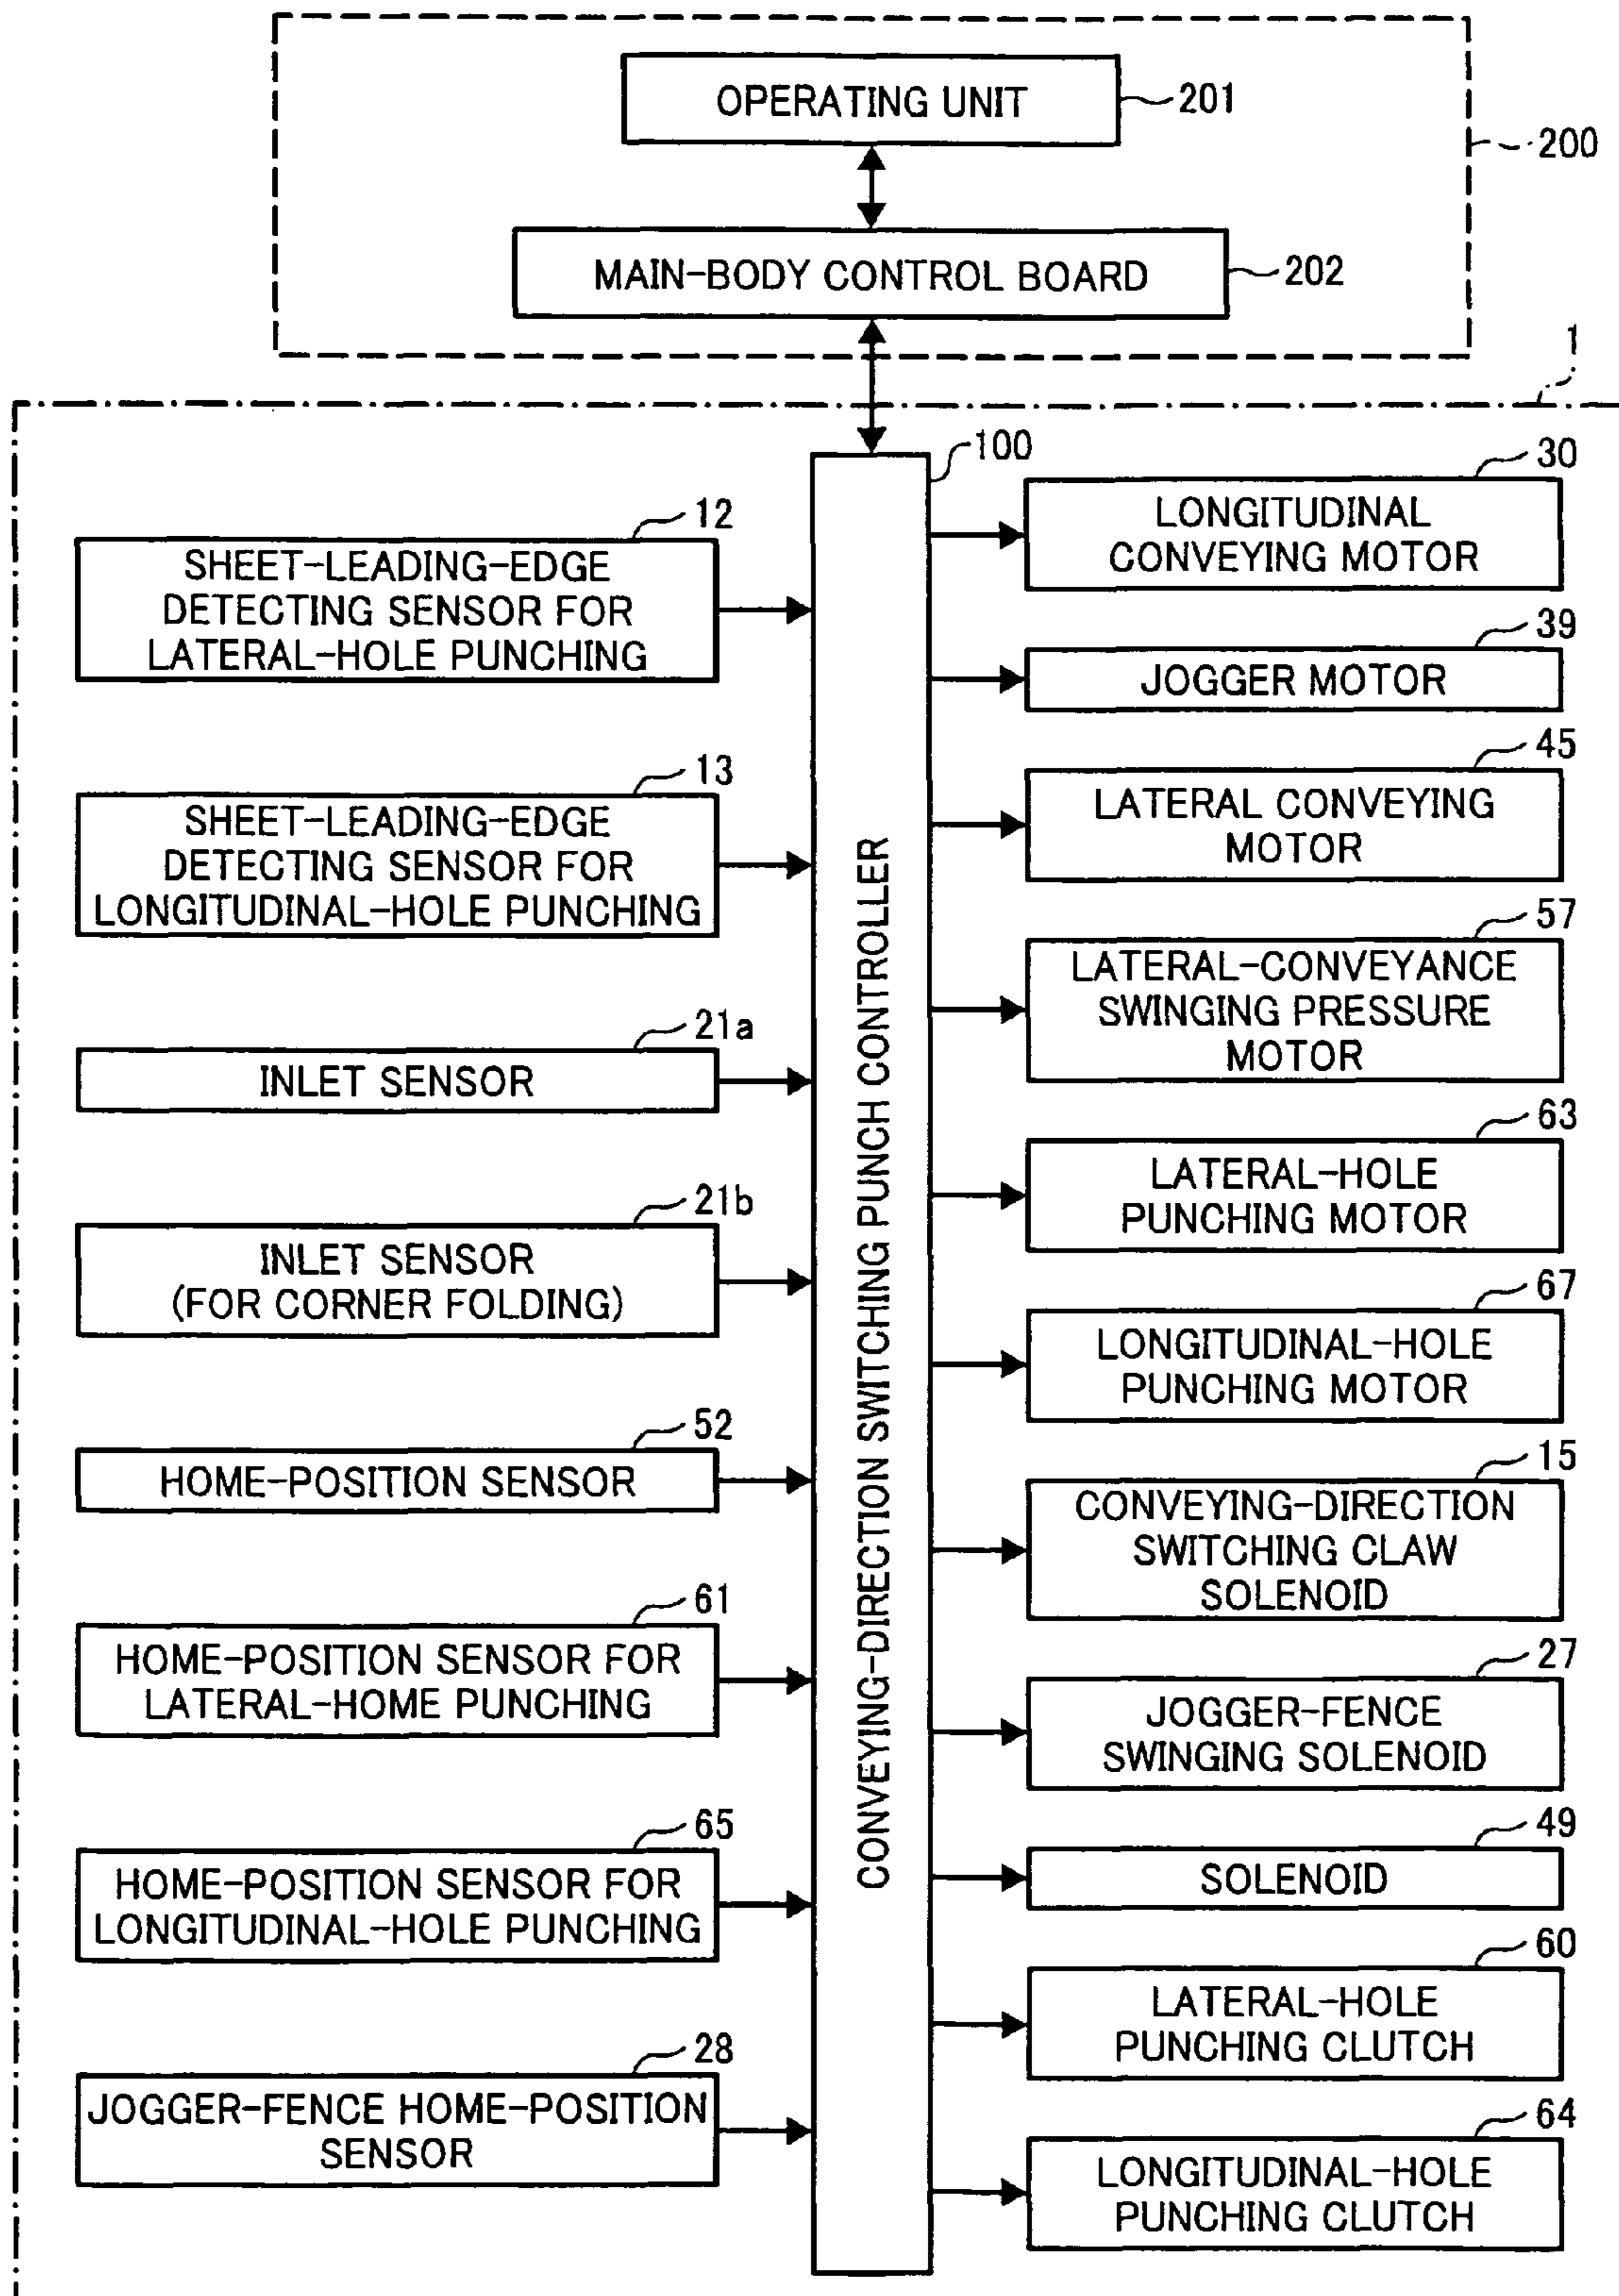 OPERATING UNIT
201
200
MAIN-BODY CONTROL BOARD
202
1
100
12
SHEET-LEADING-EDGE
DETECTING SENSOR FOR
LATERAL-HOLE PUNCHING
13
SHEET-LEADING-EDGE
DETECTING SENSOR FOR
LONGITUDINAL-HOLE PUNCHING
21a
INLET SENSOR
21b
INLET SENSOR
(FOR CORNER FOLDING)
52
HOME-POSITION SENSOR
61
HOME-POSITION SENSOR FOR
LATERAL-HOME PUNCHING
65
HOME-POSITION SENSOR FOR
LONGITUDINAL-HOLE PUNCHING
28
JOGGER-FENCE HOME-POSITION
SENSOR
CONVEYING-DIRECTION SWITCHING PUNCH CONTROLLER
30
LONGITUDINAL
CONVEYING MOTOR
39
JOGGER MOTOR
45
LATERAL CONVEYING
MOTOR
57
LATERAL-CONVEYANCE
SWINGING PRESSURE
MOTOR
63
LATERAL-HOLE
PUNCHING MOTOR
67
LONGITUDINAL-HOLE
PUNCHING MOTOR
15
CONVEYING-DIRECTION
SWITCHING CLAW
SOLENOID
27
JOGGER-FENCE
SWINGING SOLENOID
49
SOLENOID
60
LATERAL-HOLE
PUNCHING CLUTCH
64
LONGITUDINAL-HOLE
PUNCHING CLUTCH